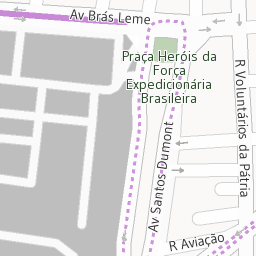 Av Brás Leme
Praça Heróis da
Força
Expedicionária
Brasileira
R Voluntários da Pátria
Av Santos Dumont
R Aviação